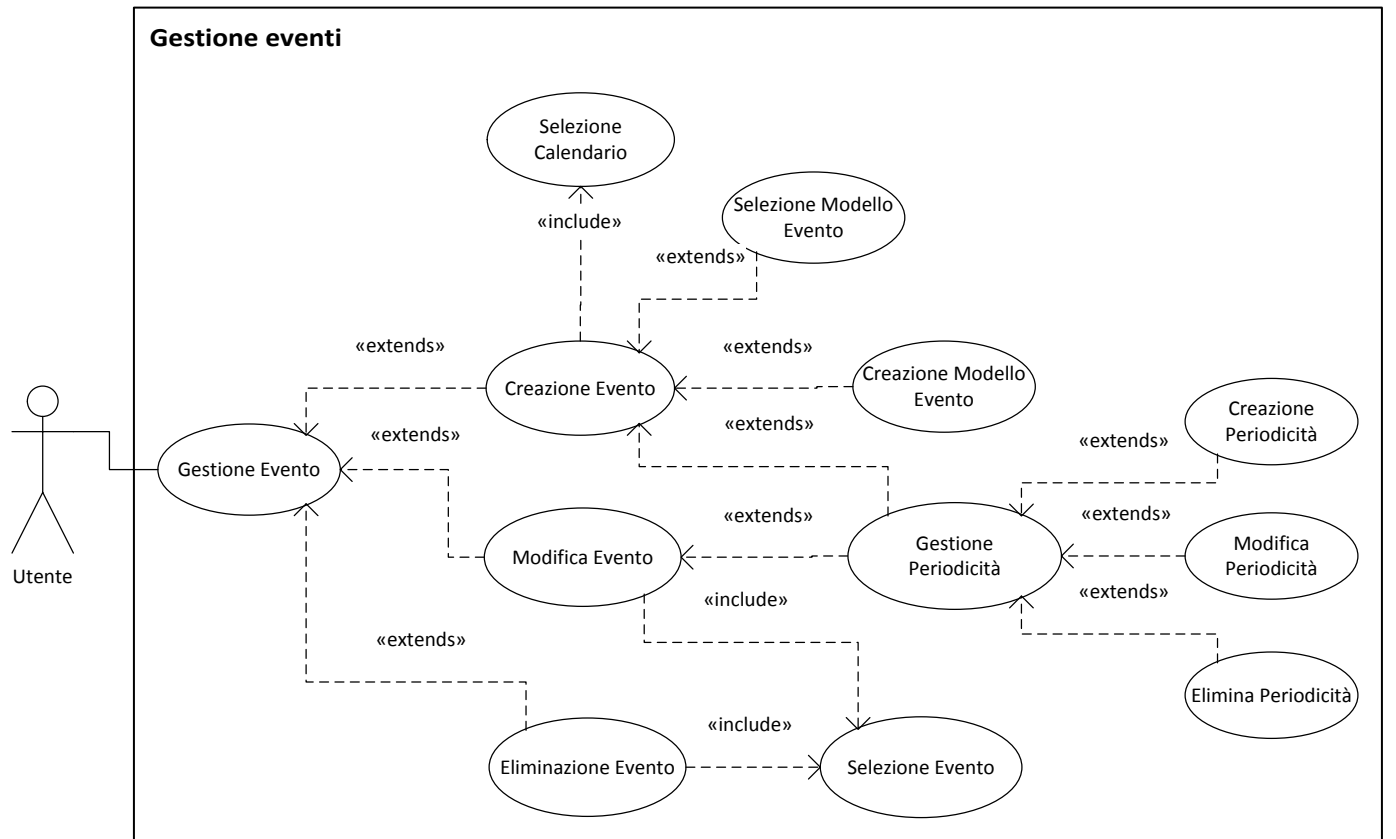 Gestione eventi
Selezione
Calendario
«include»
Selezione Modello
Evento
«extends»
«extends»
«extends»
Creazione Evento
Creazione Modello
Evento
Creazione
Periodicità
«extends»
«extends»
«extends»
Gestione Evento
«extends»
«extends»
Modifica Evento
Gestione
Periodicità
Modifica
Periodicità
Utente
«include»
«extends»
«extends»
Elimina Periodicità
«include»
Eliminazione Evento
Selezione Evento